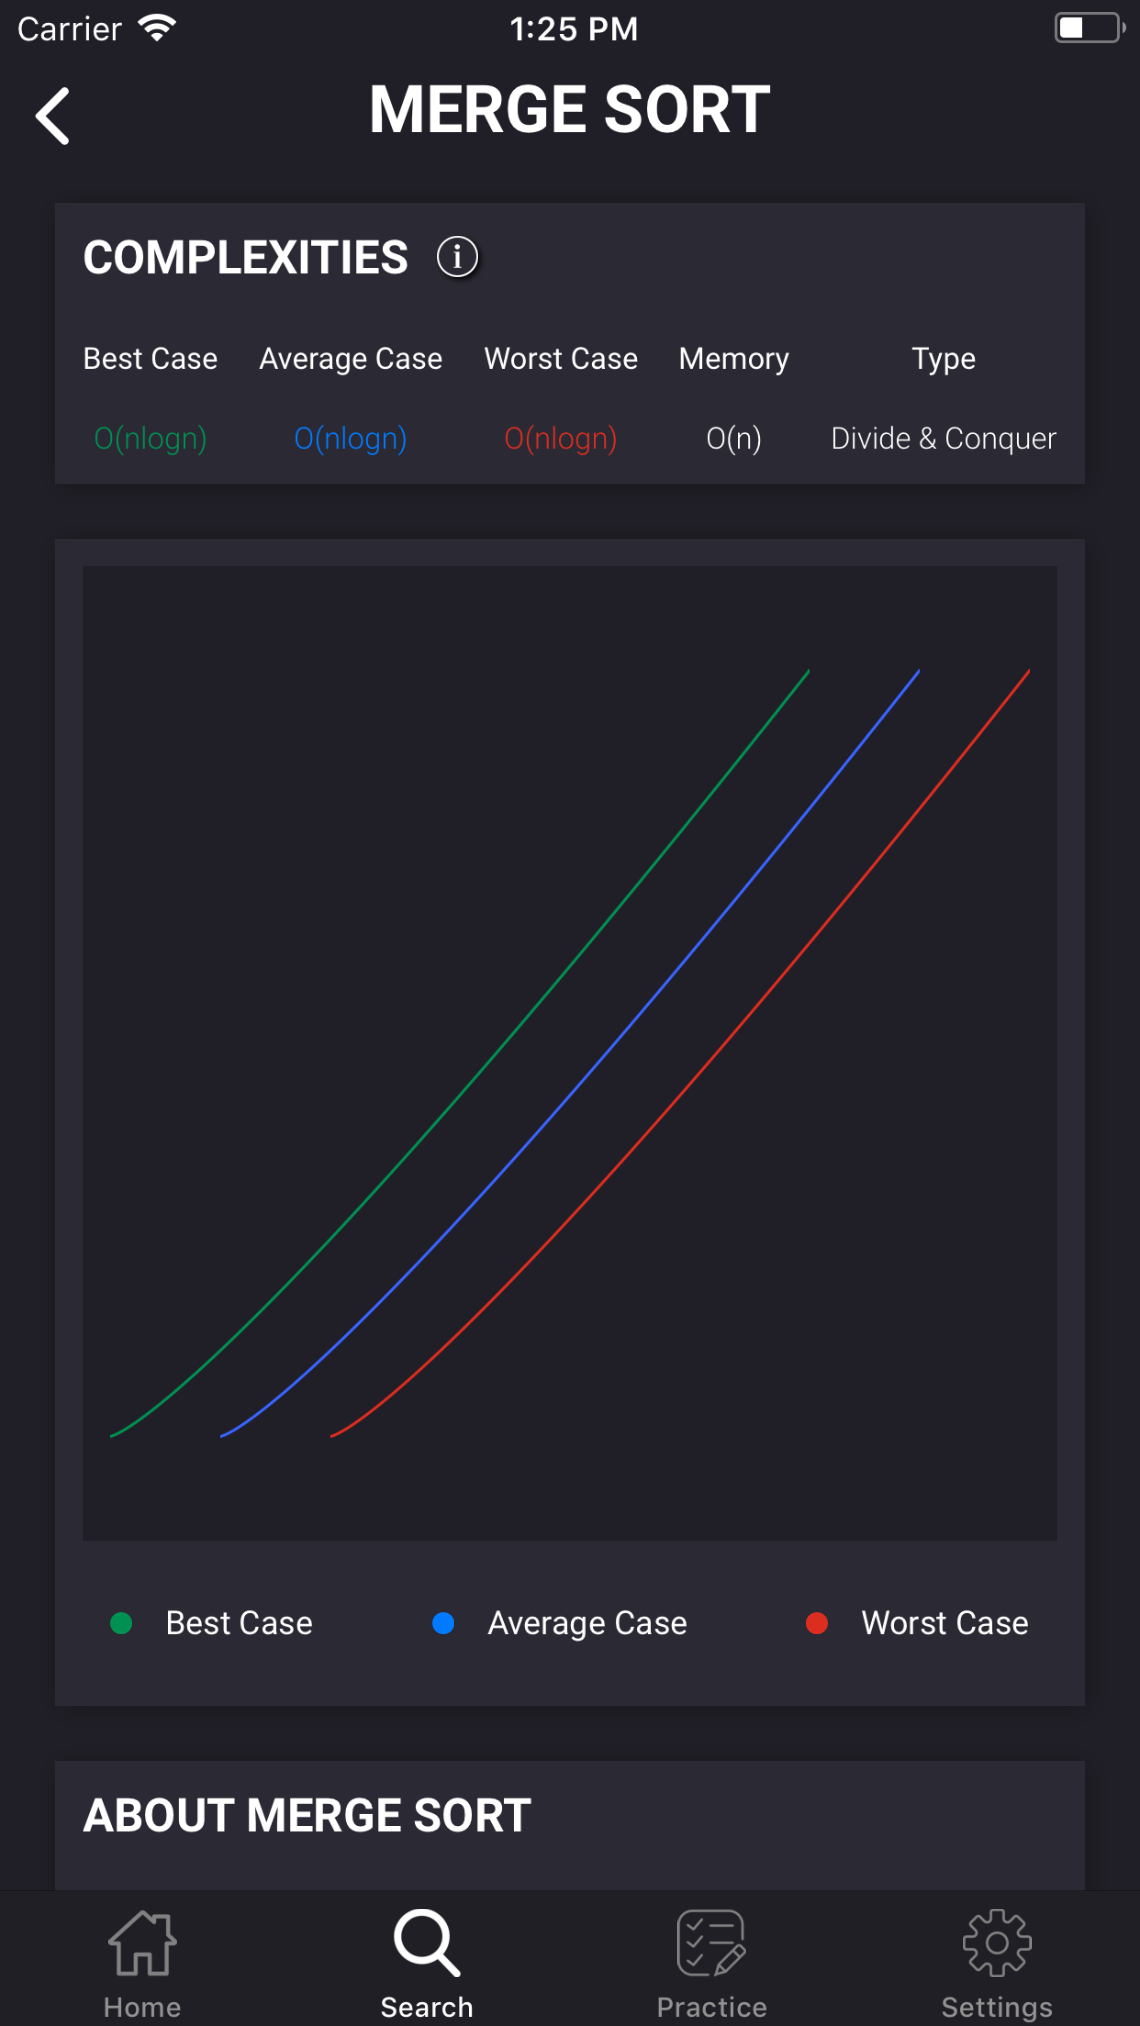 Carrier 1:25 PM
MERGE SORT
COMPLEXITIES i
Best Case Average Case Worst Case Memory Type
O(nlogn) O(nlogn) O(nlogn) O(n) Divide & Conquer
Best Case Average Case Worst Case
ABOUT MERGE SORT
Home Search Practice Settings